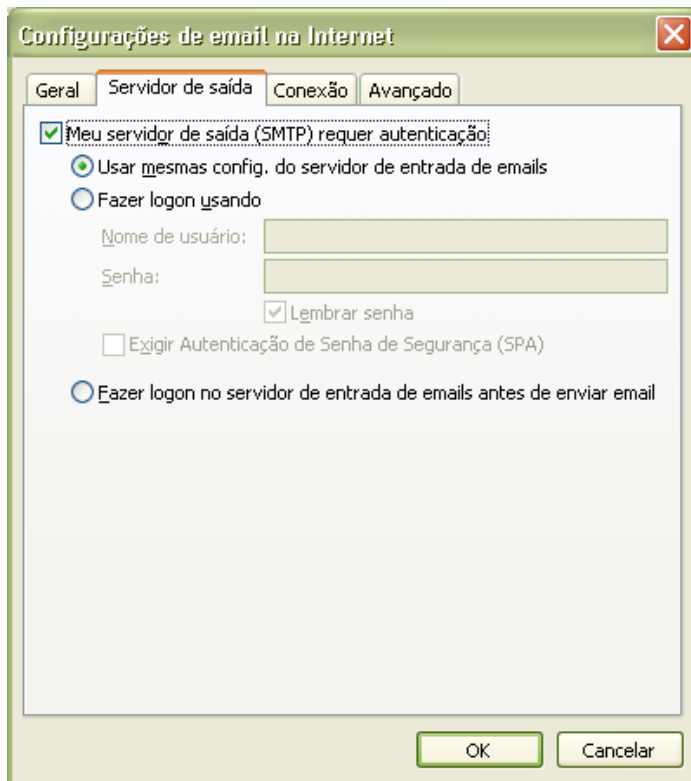 Configurações de email na Internet
Geral Servidor de saída Conexão Avançado
Meu servidor de saída (SMTP) requer autenticação
Usar mesmas config. do servidor de entrada de emails
Fazer logon usando
Nome de usuário:
Senha:
Lembrar senha
Exigir Autenticação de Senha de Segurança (SPA)
Fazer logon no servidor de entrada de emails antes de enviar email
OK Cancelar